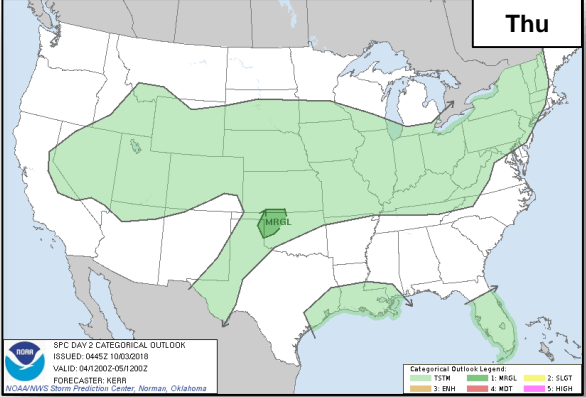 Thu
MRGL
NOAA
SPC DAY 2 CATEGORICAL OUTLOOK
ISSUED: 0445Z 10/03/2018
VALID: 04/1200Z-05/1200Z
FORECASTER: KERR
NOAA/NWS Storm Prediction Center, Norman, Oklahoma
Categorical Outlook Legend:
TSTM 1: MRGL 2: SLGT
3: ENH 4: MDT 5: HIGH